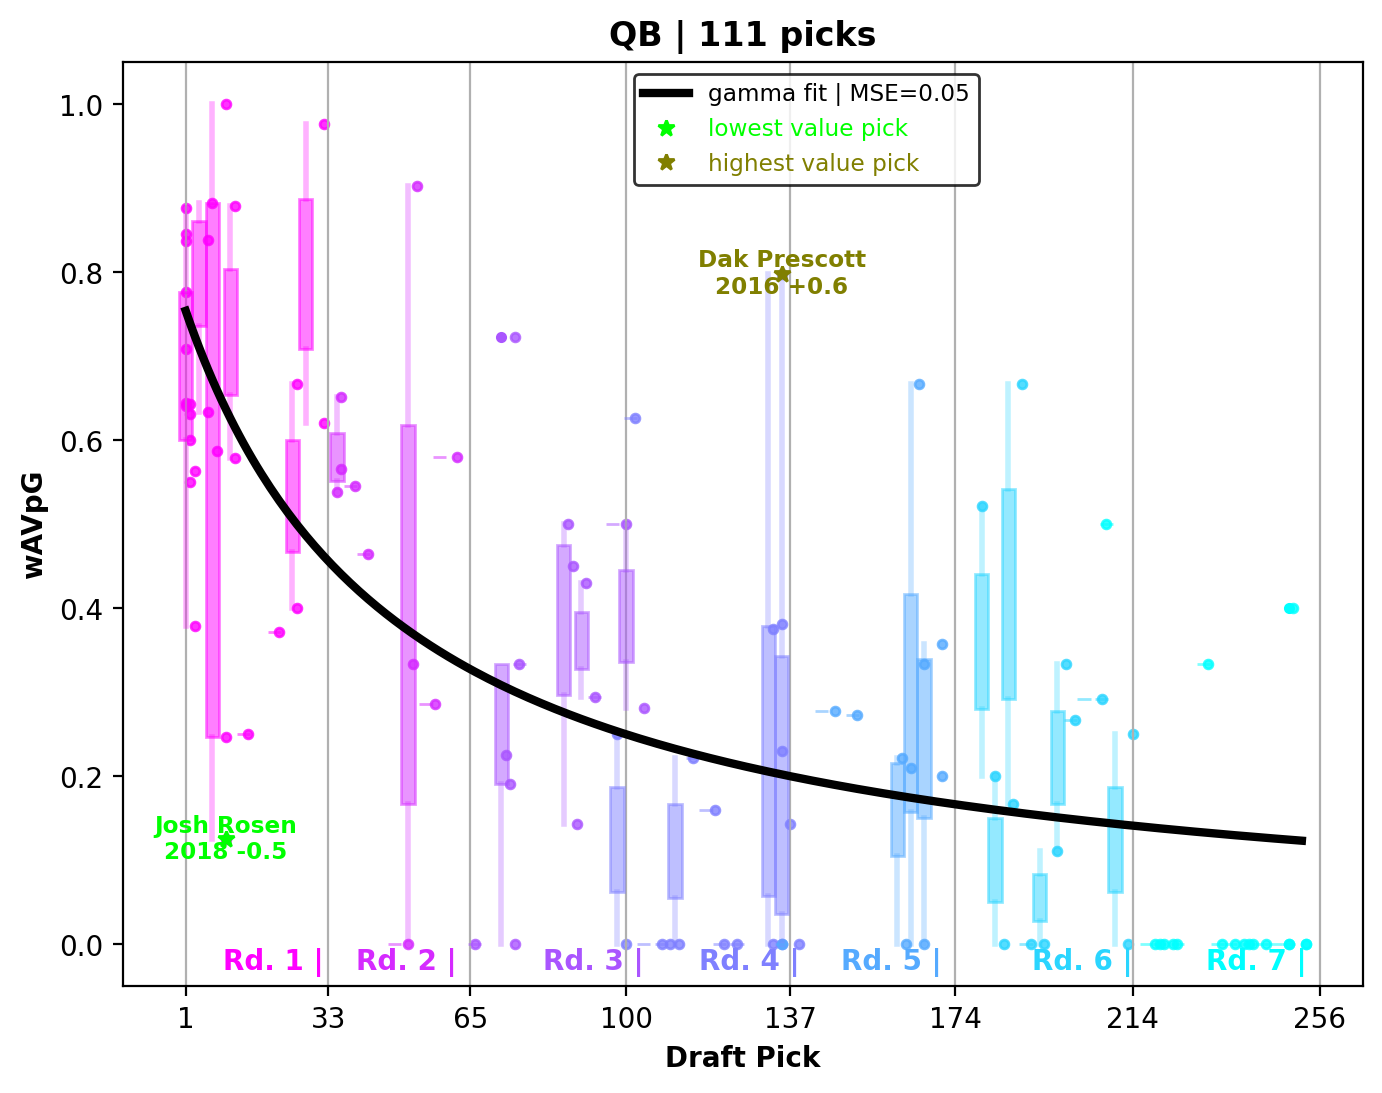 QB | 111 picks
gamma fit | MSE=0.05
lowest value pick
highest value pick
1.0
0.8
0.6
0.4
0.2
0.0
wAVpG
Dak Prescott
2016 +0.6
Josh Rosen
2018 -0.5
Rd. 1 |
Rd. 2 |
Rd. 3 |
Rd. 4 |
Rd. 5 |
Rd. 6 |
Rd. 7 |
1
33
65
100
137
174
214
256
Draft Pick